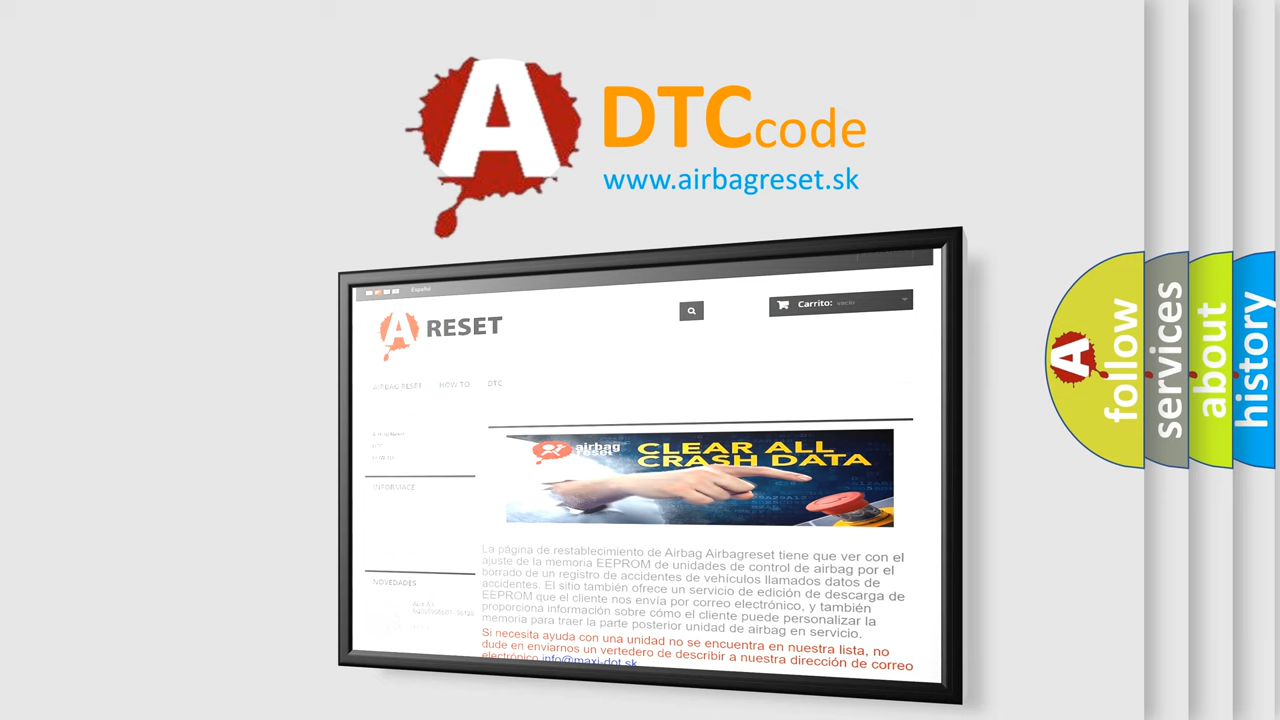 A
DTCcode
www.airbagreset.sk
Español
A RESET
Carrito: vacío
AIRBAG RESET HOW TO DTC
INFORMACE
NOVEDADES
airbag
reset
CLEAR ALL
CRASH DATA
La página de restablecimiento de Airbag Airbagreset tiene que ver con el
ajuste de la memoria EEPROM de unidades de control de airbag por el
borrado de un registro de accidentes de vehículos llamados datos de
accidentes. El sitio también ofrece un servicio de edición de descarga de
EEPROM que el cliente nos envía por correo electrónico, y también
proporciona información sobre cómo el cliente puede personalizar la
memoria para traer la parte posterior unidad de airbag en servicio.
Si necesita ayuda con una unidad no se encuentra en nuestra lista, no
dude en enviarnos un vertedero de describir a nuestra dirección de correo
electrónico info@maxi-dot.sk
A
follow
services
about
history